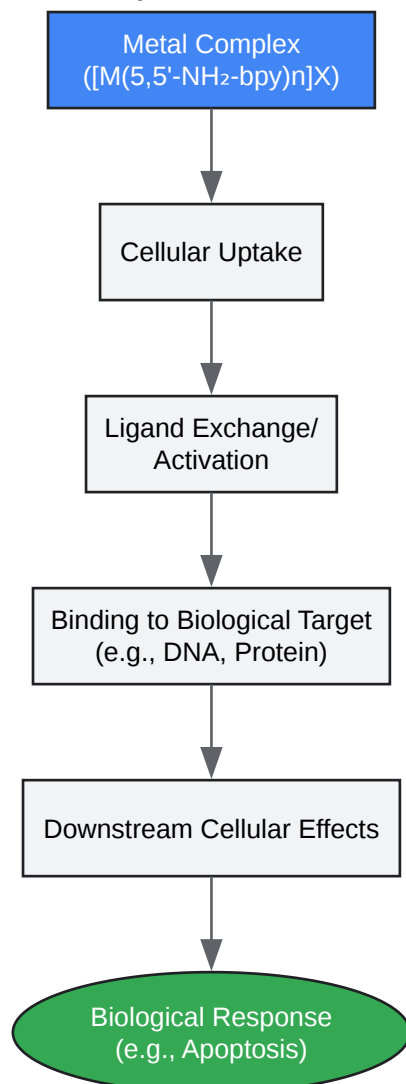 Metal Complex
([M(5,5'-NH₂-bpy)n]X)
Cellular Uptake
Ligand Exchange/
Activation
Binding to Biological Target
(e.g., DNA, Protein)
Downstream Cellular Effects
Biological Response
(e.g., Apoptosis)